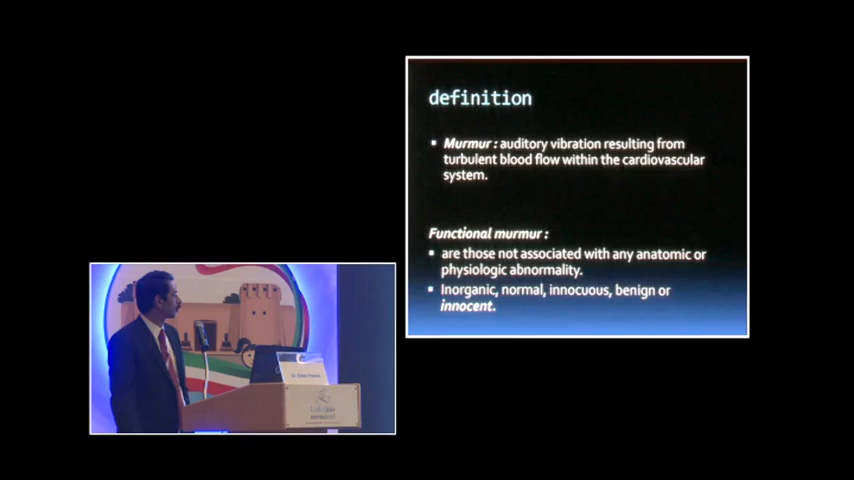 definition
▪ Murmur : auditory vibration resulting from
turbulent blood flow within the cardiovascular
system.
Functional murmur :
▪ are those not associated with any anatomic or
physiologic abnormality.
▪ Inorganic, normal, innocuous, benign or
innocent.